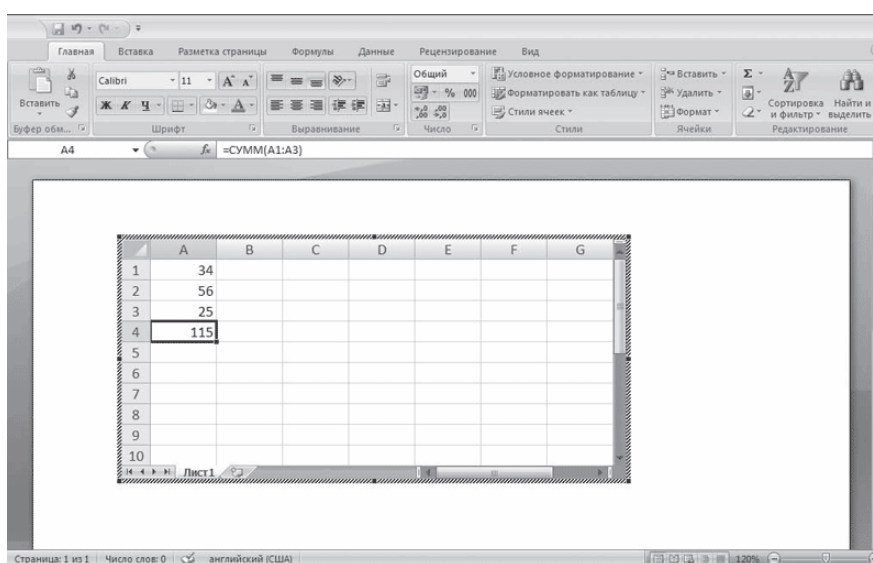 Главная Вставка Разметка страницы Формулы Данные Рецензирование Вид
Calibri 11 Общий Условное форматирование Вставить Σ
Вставить Ж К Ч % 000 Форматировать как таблицу Удалить Сортировка Найти и
Стили ячеек Формат и фильтр выделить
Буфер обм... Шрифт Выравнивание Число Стили Ячейки Редактирование
A4 fx =СУММ(A1:A3)
A B C D E F G
1 34
2 56
3 25
4 115
5
6
7
8
9
10
Лист1
Страница: 1 из 1 Число слов: 0 английский (США) 120%